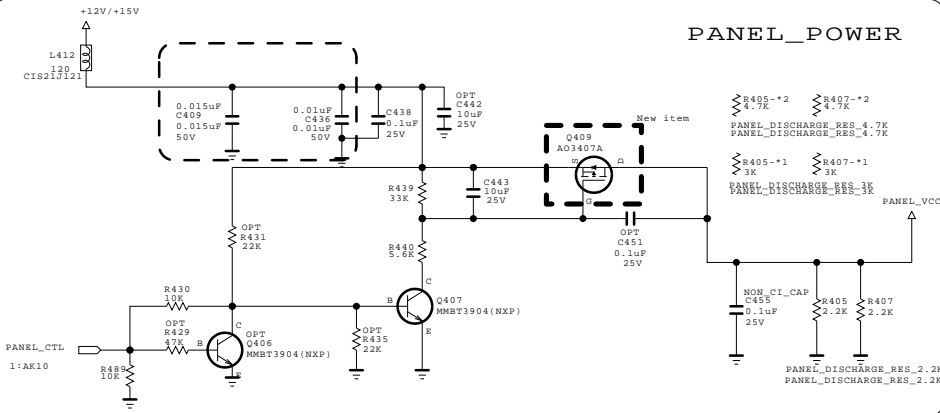 +12V/+15V
PANEL_POWER
L412
120
CIS21J121
0.015uF
C409
0.015uF
50V
0.01uF
C436
0.01uF
50V
C438
0.1uF
25V
OPT
C442
10uF
25V
New item
Q409
AO3407A
S
D
G
R405-*2
4.7K
R407-*2
4.7K
PANEL_DISCHARGE_RES_4.7K
PANEL_DISCHARGE_RES_4.7K
R405-*1
3K
R407-*1
3K
PANEL_DISCHARGE_RES_3K
PANEL_DISCHARGE_RES_3K
R439
33K
C443
10uF
25V
PANEL_VCC
OPT
R431
22K
OPT
C451
0.1uF
25V
R440
5.6K
R430
10K
C
B
Q407
MMBT3904(NXP)
E
NON_CI_CAP
C455
0.1uF
25V
R405
2.2K
R407
2.2K
OPT
R429
47K
C
B
OPT
Q406
MMBT3904(NXP)
E
OPT
R435
22K
PANEL_CTL
1:AK10
R489
10K
PANEL_DISCHARGE_RES_2.2K
PANEL_DISCHARGE_RES_2.2K